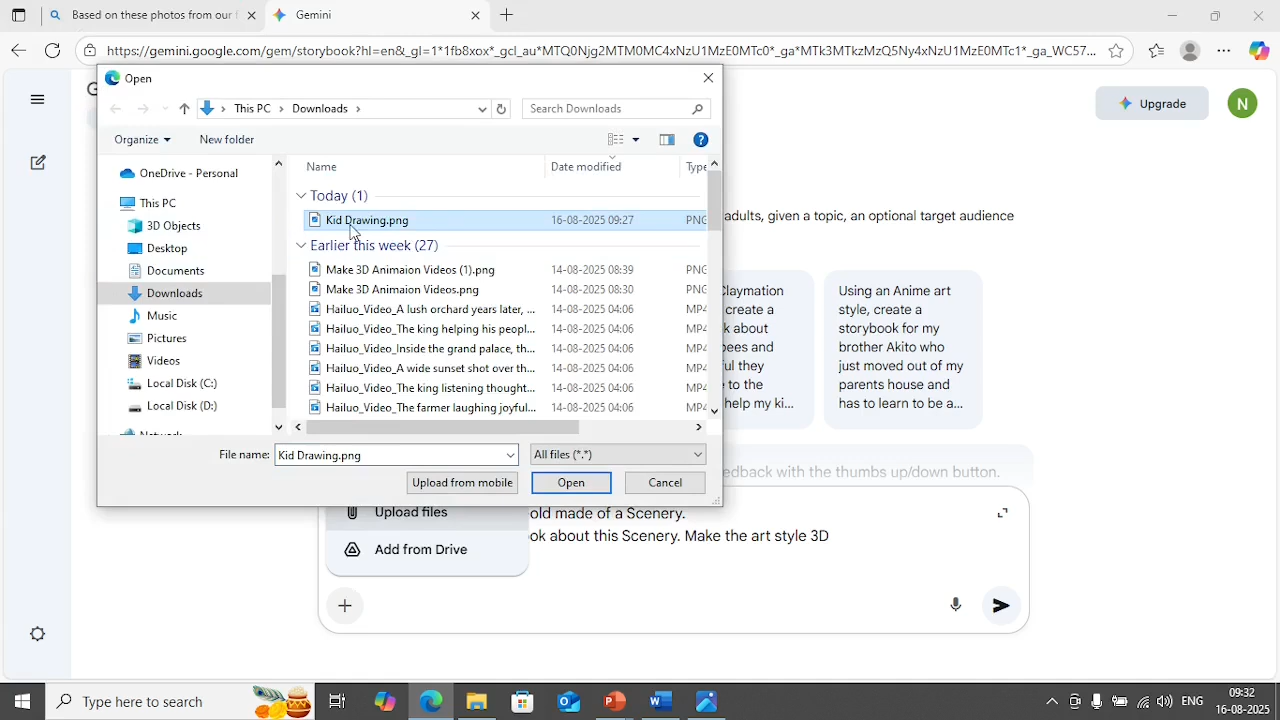 Based on these photos from our f
Gemini
https://gemini.google.com/gem/storybook?hl=en&_gl=1*1fb8xox*_gcl_au*MTQ0Njg2MTM0MC4xNzU1MzE0MTc0*_ga*MTk3MTkzMzQ5Ny4xNzU1MzE0MTc1*_ga_WC57...
Open
This PC > Downloads >
Search Downloads
Upgrade
N
Organize
New folder
Name
Date modified
Type
OneDrive - Personal
This PC
3D Objects
Desktop
Documents
Downloads
Music
Pictures
Videos
Local Disk (C:)
Local Disk (D:)
Network
Today (1)
Kid Drawing.png 16-08-2025 09:27 PNG
Earlier this week (27)
Make 3D Animaion Videos (1).png 14-08-2025 08:39 PNG
Make 3D Animaion Videos.png 14-08-2025 08:30 PNG
Hailuo_Video_A lush orchard years later, ... 14-08-2025 04:06 MP4
Hailuo_Video_The king helping his peopl... 14-08-2025 04:06 MP4
Hailuo_Video_Inside the grand palace, th... 14-08-2025 04:06 MP4
Hailuo_Video_A wide sunset shot over th... 14-08-2025 04:06 MP4
Hailuo_Video_The king listening thought... 14-08-2025 04:06 MP4
Hailuo_Video_The farmer laughing joyful... 14-08-2025 04:06 MP4
File name: Kid Drawing.png
All files (*.*)
Upload from mobile
Open
Cancel
adults, given a topic, an optional target audience
Claymation
create a
k about
bees and
ful they
e to the
help my ki...
Using an Anime art
style, create a
storybook for my
brother Akito who
just moved out of my
parents house and
has to learn to be a...
edback with the thumbs up/down button.
old made of a Scenery.
ok about this Scenery. Make the art style 3D
Upload files
Add from Drive
Type here to search
ENG
09:32
16-08-2025